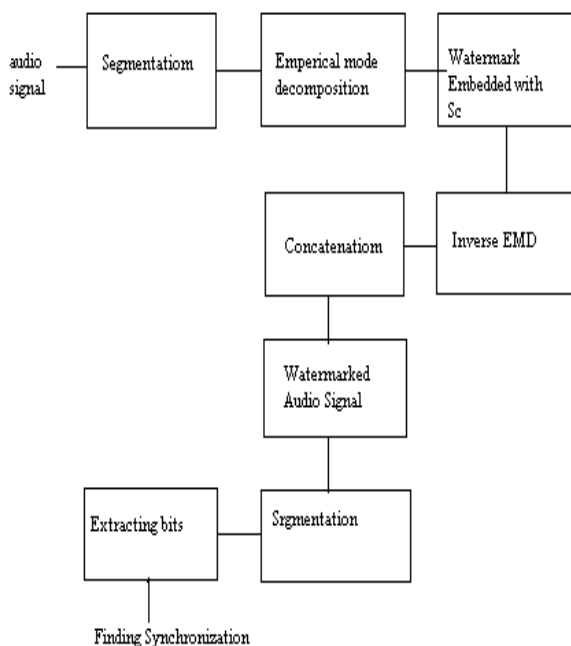 audio
signal
Segmentatiom
Emperical mode
decomposition
Watermark
Embedded with
Sc
Inverse EMD
Concatenatiom
Watermarked
Audio Signal
Srgmentation
Extracting bits
Finding Synchronization